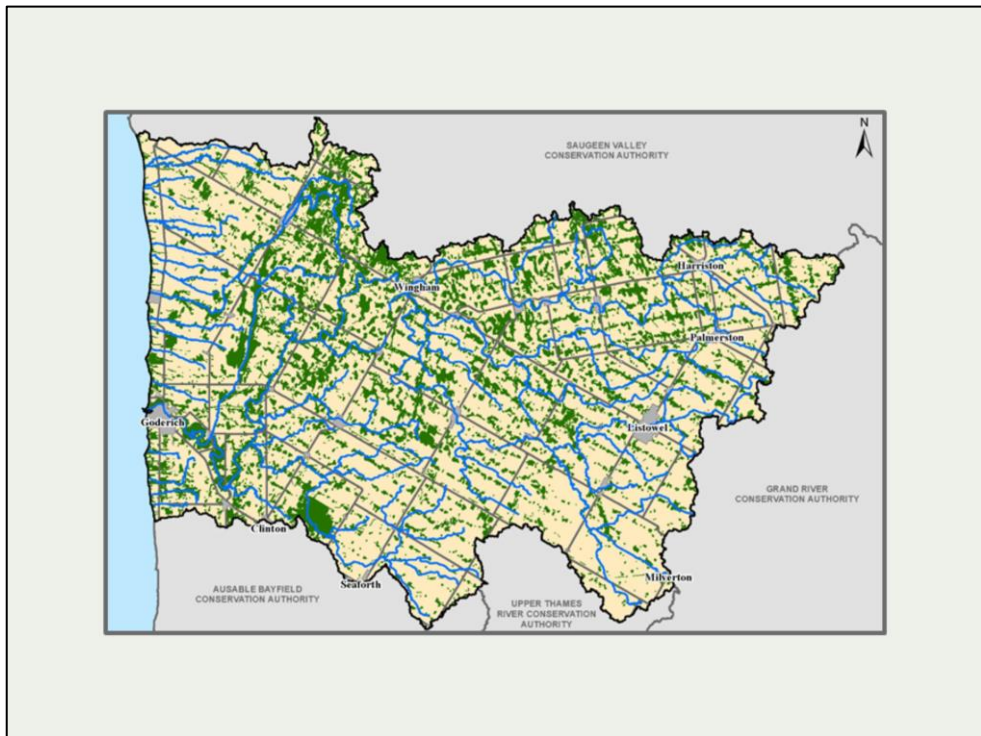 N
SAUGEEN VALLEY
CONSERVATION AUTHORITY
Harriston
Wingham
Palmerston
Goderich
Listowel
GRAND RIVER
CONSERVATION AUTHORITY
Clinton
Seaforth
Milverton
AUSABLE BAYFIELD
CONSERVATION AUTHORITY
UPPER THAMES
RIVER CONSERVATION
AUTHORITY